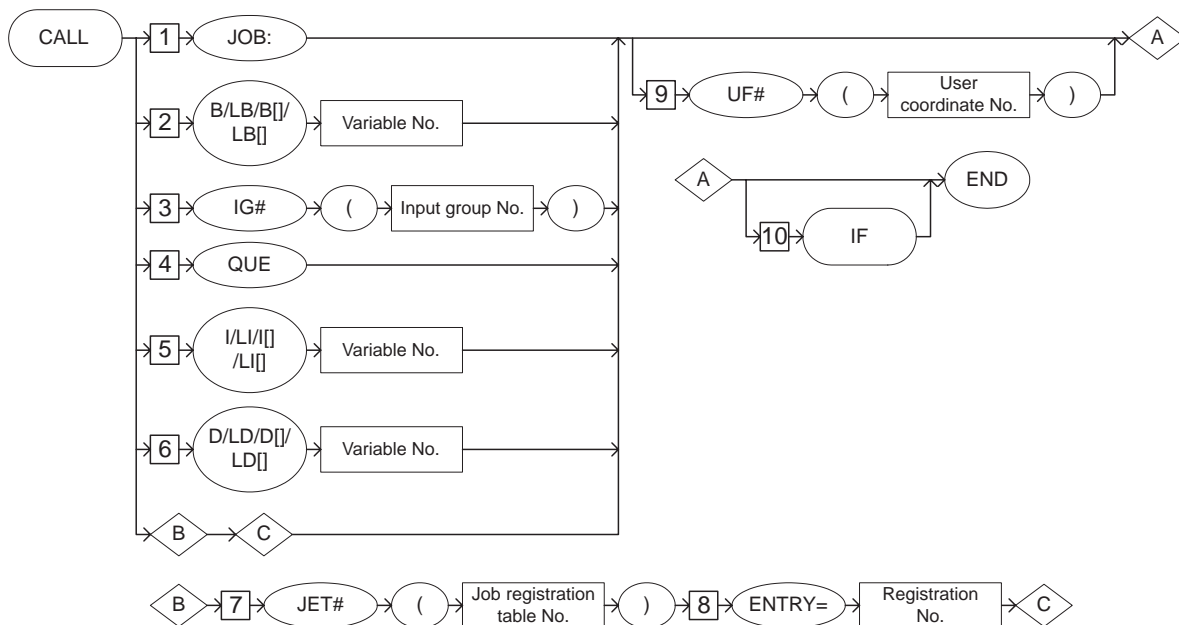 CALL
1
JOB:
A
9
UF#
(
User
coordinate No.
)
2
B/LB/B[]/
LB[]
Variable No.
A
END
10
IF
3
IG#
(
Input group No.
)
4
QUE
5
I/LI/I[]
/LI[]
Variable No.
6
D/LD/D[]/
LD[]
Variable No.
B
C
B
7
JET#
(
Job registration
table No.
)
8
ENTRY=
Registration
No.
C